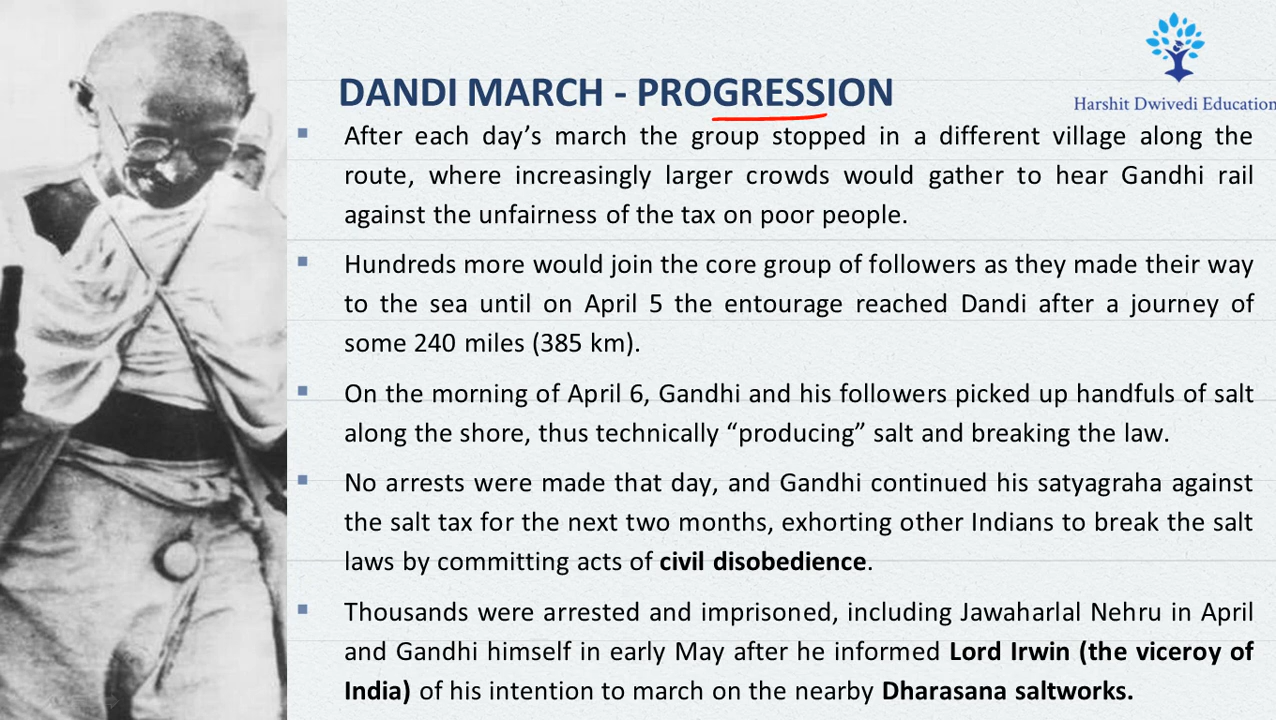 Harshit Dwivedi Education
DANDI MARCH - PROGRESSION
▪ After each day’s march the group stopped in a different village along the
route, where increasingly larger crowds would gather to hear Gandhi rail
against the unfairness of the tax on poor people.
▪ Hundreds more would join the core group of followers as they made their way
to the sea until on April 5 the entourage reached Dandi after a journey of
some 240 miles (385 km).
▪ On the morning of April 6, Gandhi and his followers picked up handfuls of salt
along the shore, thus technically “producing” salt and breaking the law.
▪ No arrests were made that day, and Gandhi continued his satyagraha against
the salt tax for the next two months, exhorting other Indians to break the salt
laws by committing acts of civil disobedience.
▪ Thousands were arrested and imprisoned, including Jawaharlal Nehru in April
and Gandhi himself in early May after he informed Lord Irwin (the viceroy of
India) of his intention to march on the nearby Dharasana saltworks.